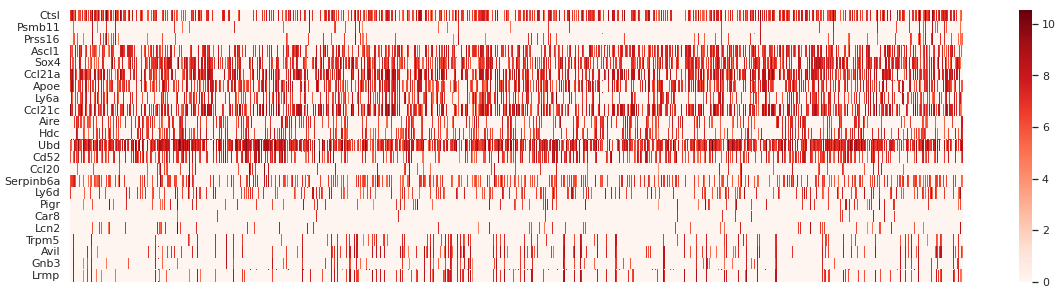 Ctsl
Psmb11
Prss16
Ascl1
Sox4
Ccl21a
Apoe
Ly6a
Ccl21c
Aire
Hdc
Ubd
Cd52
Ccl20
Serpinb6a
Ly6d
Pigr
Car8
Lcn2
Trpm5
Avil
Gnb3
Lrmp
10
8
6
4
2
0